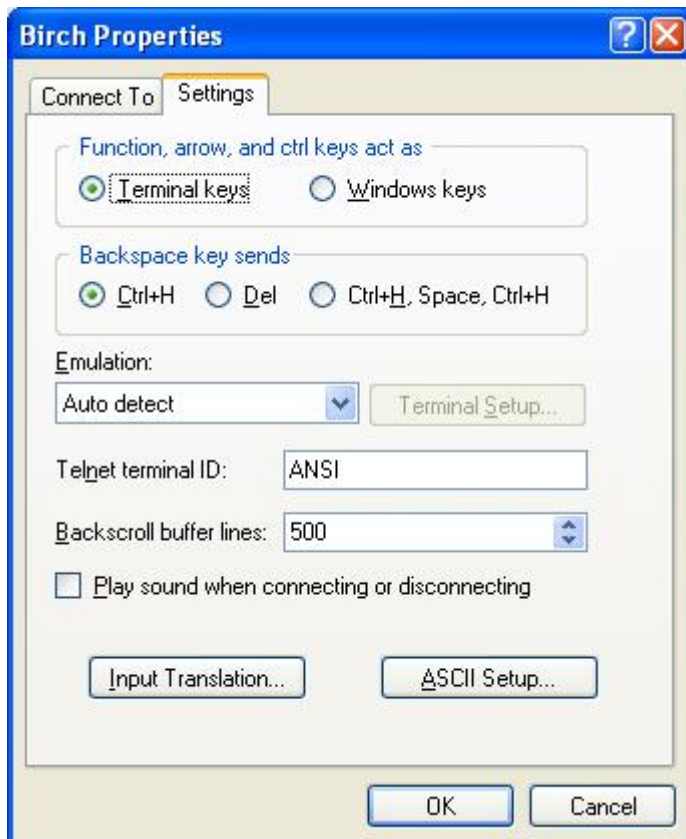 Birch Properties
Connect To Settings
Function, arrow, and ctrl keys act as
Terminal keys Windows keys
Backspace key sends
Ctrl+H Del Ctrl+H, Space, Ctrl+H
Emulation:
Auto detect Terminal Setup...
Telnet terminal ID: ANSI
Backscroll buffer lines: 500
Play sound when connecting or disconnecting
Input Translation... ASCII Setup...
OK Cancel